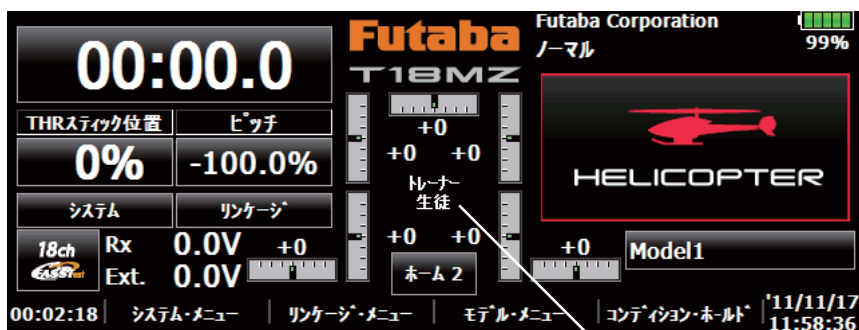 Futaba Corporation
ノーマル
99%
00:00.0
Futaba
T18MZ
THRスティック位置
ピッチ
0%
-100.0%
+0
+0
+0
トレーナー
生徒
HELICOPTER
システム
リンケージ
18ch
FASSTest
Rx
0.0V
Ext.
0.0V
+0
+0
+0
+0
ホーム 2
Model1
00:02:18
システム・メニュー
リンケージ・メニュー
モデル・メニュー
コンディション・ホールド
'11/11/17
11:58:36